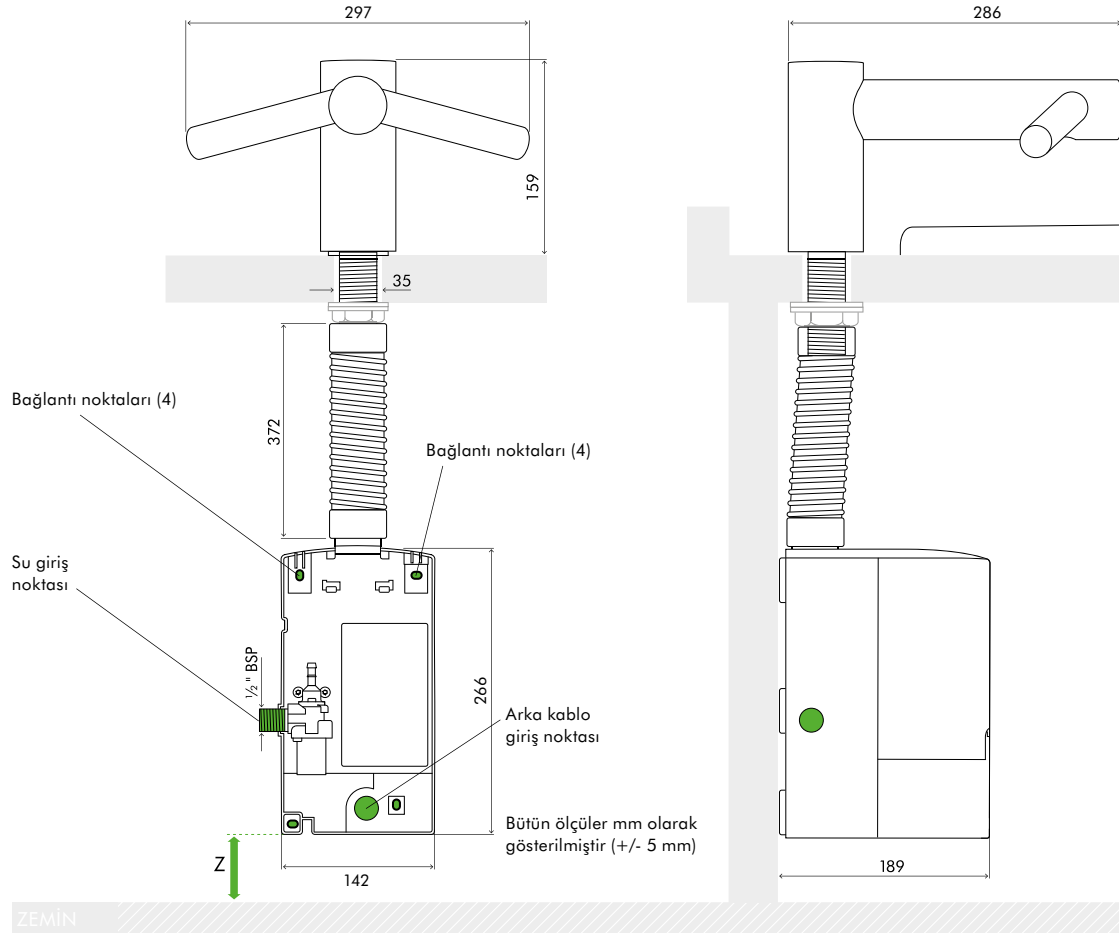 297
286
159
35
372
Bağlantı noktaları (4)
Bağlantı noktaları (4)
Su giriş
noktası
½" BSP
266
Arka kablo
giriş noktası
Bütün ölçüler mm olarak
gösterilmiştir (+/- 5 mm)
Z
142
189
ZEMİN